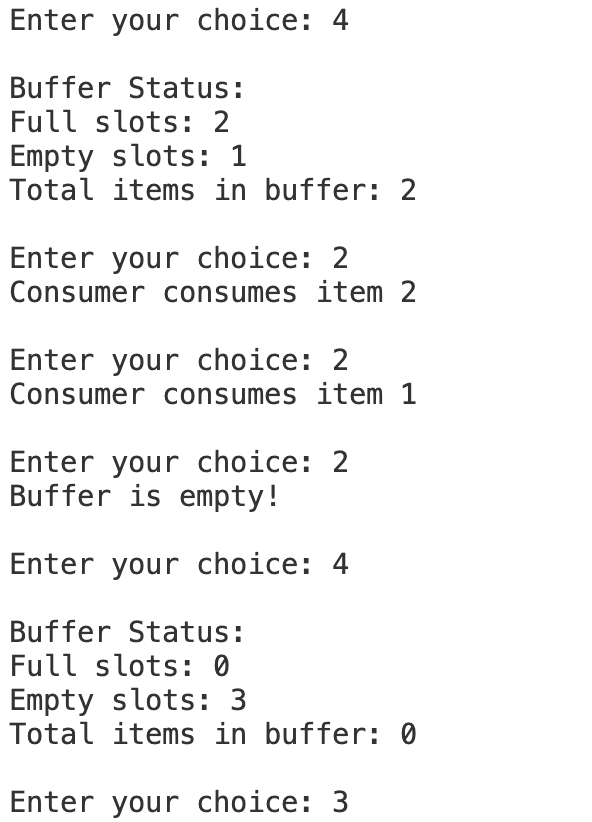 Enter your choice: 4
Buffer Status:
Full slots: 2
Empty slots: 1
Total items in buffer: 2
Enter your choice: 2
Consumer consumes item 2
Enter your choice: 2
Consumer consumes item 1
Enter your choice: 2
Buffer is empty!
Enter your choice: 4
Buffer Status:
Full slots: 0
Empty slots: 3
Total items in buffer: 0
Enter your choice: 3